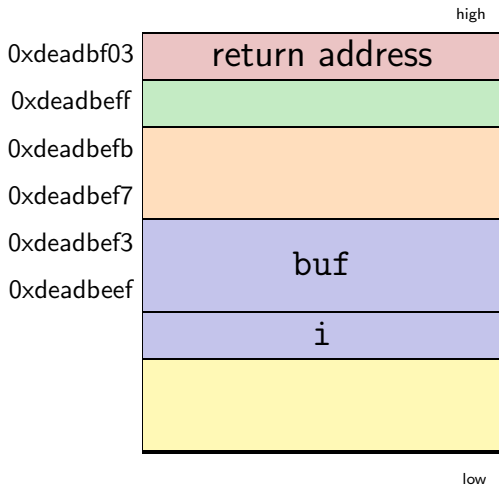 high
0xdeadbf03 return address
0xdeadbeff
0xdeadbefb
0xdeadbef7
0xdeadbef3
buf
0xdeadbeef
i
low